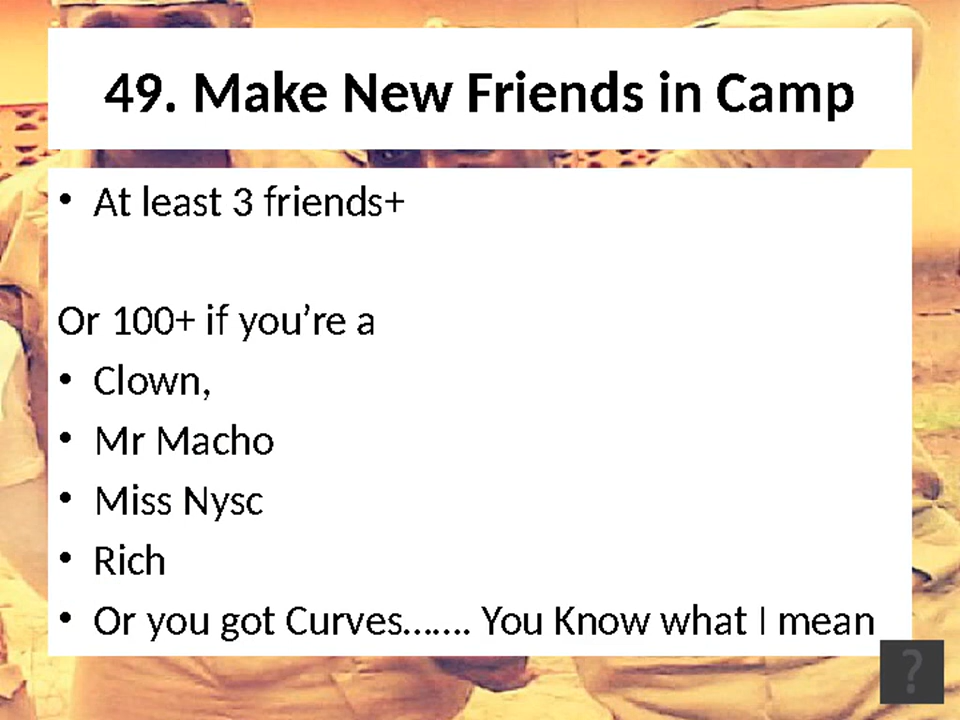 49. Make New Friends in Camp
• At least 3 friends+
Or 100+ if you’re a
• Clown,
• Mr Macho
• Miss Nysc
• Rich
• Or you got Curves……. You Know what I mean
?